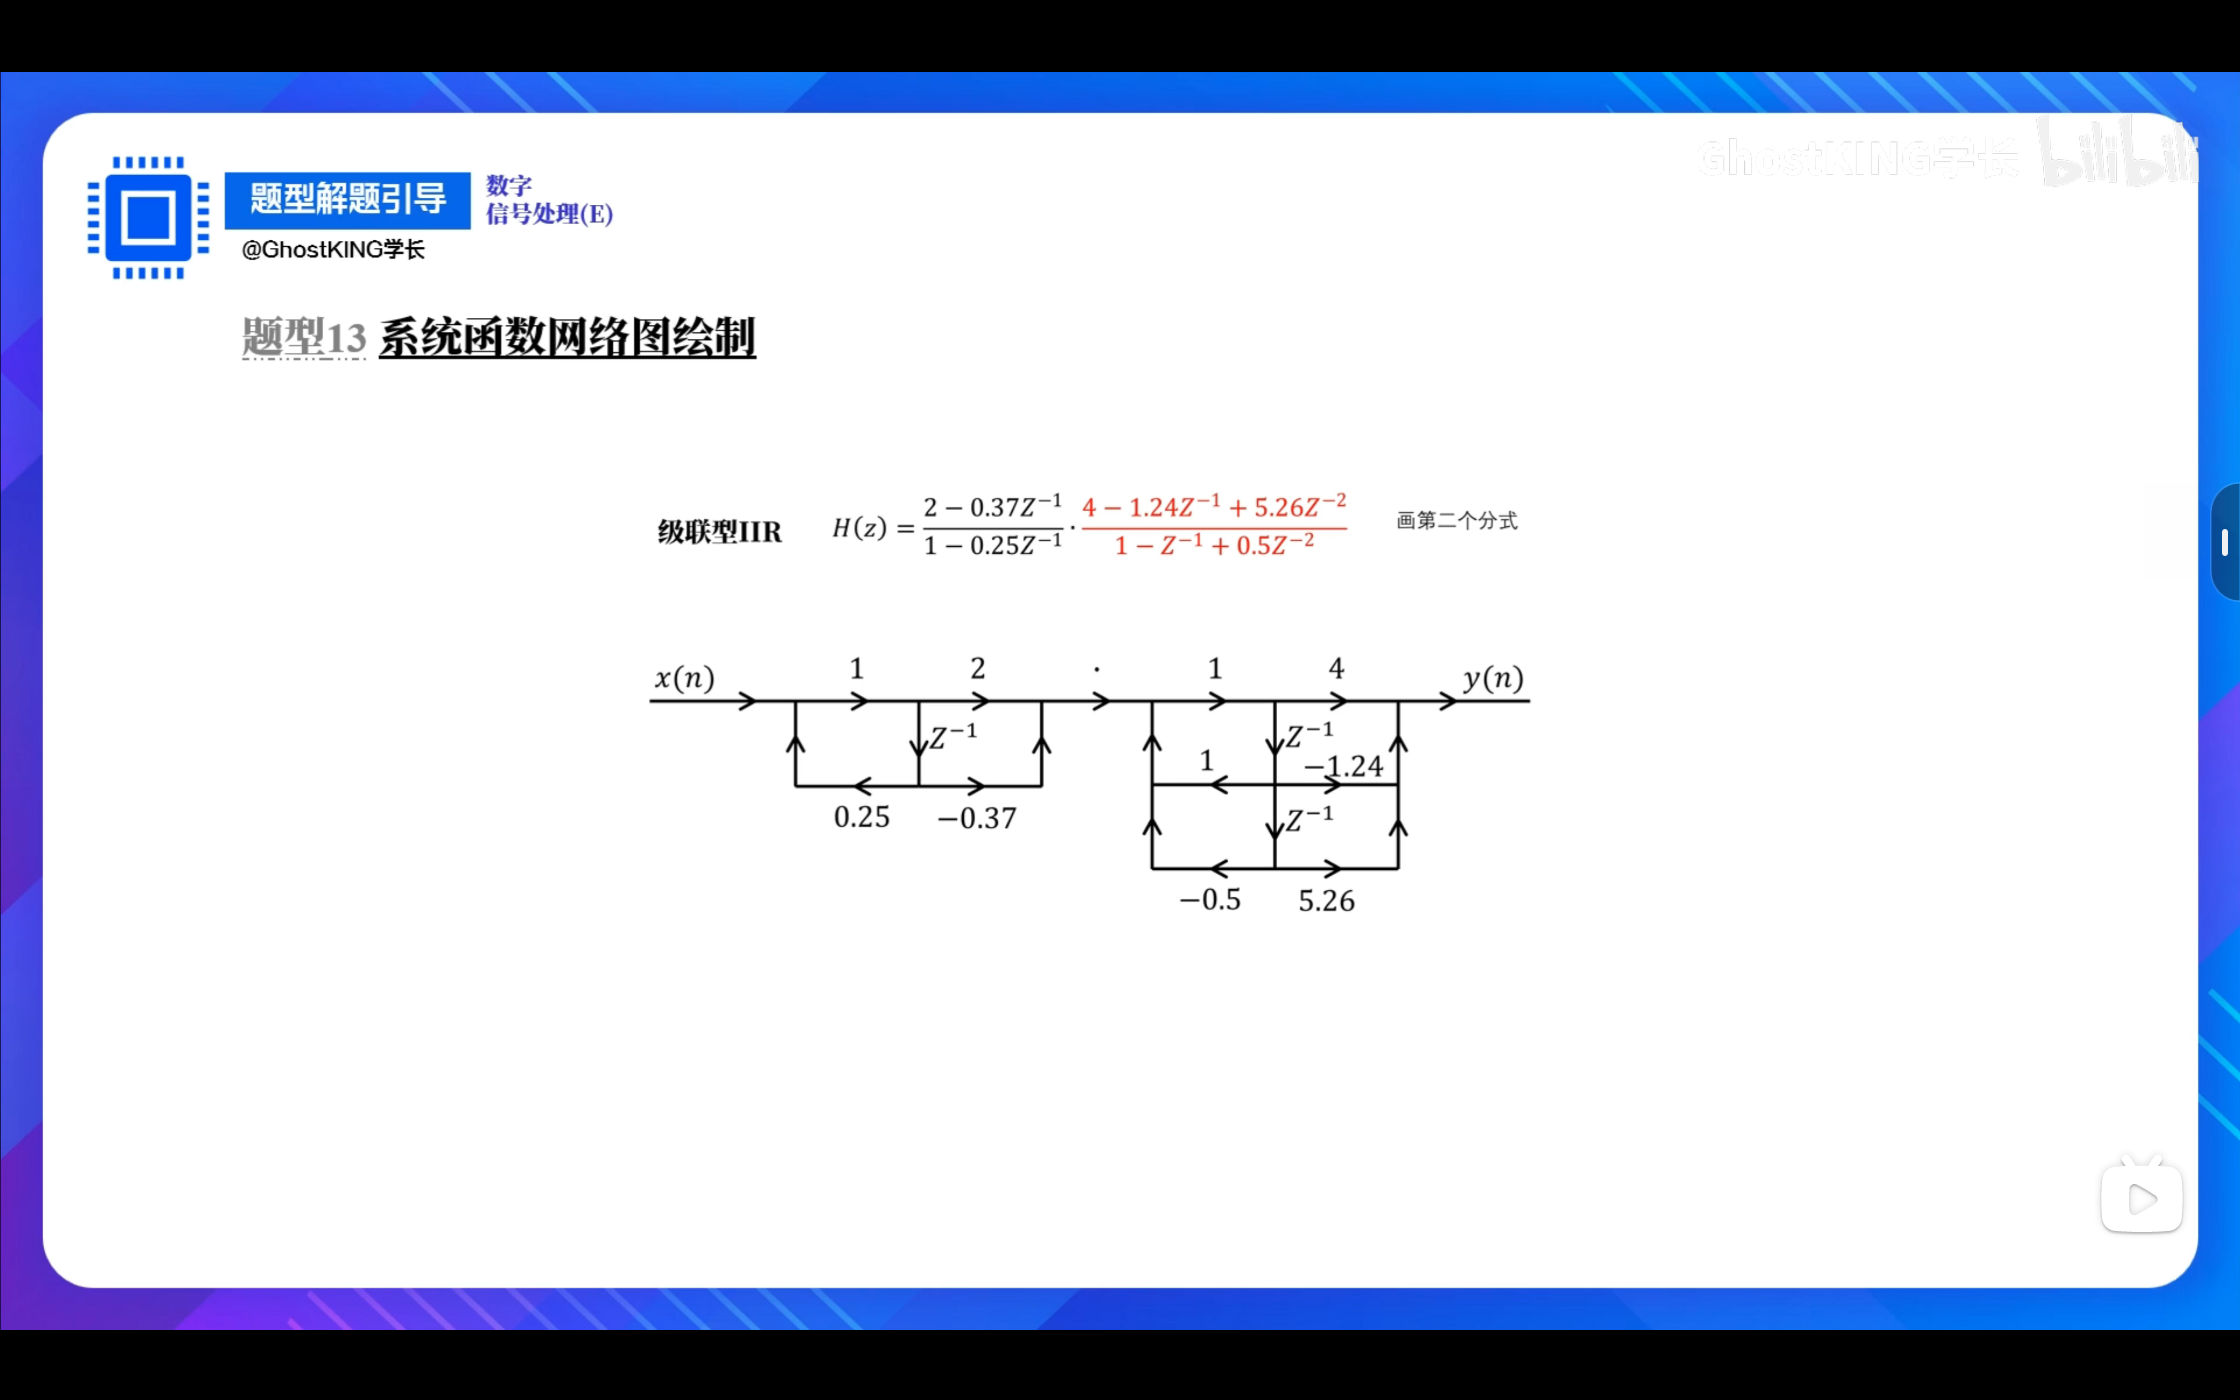 GhostKING学长 bilibili
题型解题引导
数字
信号处理(E)
@GhostKING学长
题型13 系统函数网络图绘制
级联型IIR H(z) = (2 − 0.37Z⁻¹)/(1 − 0.25Z⁻¹) · (4 − 1.24Z⁻¹ + 5.26Z⁻²)/(1 − Z⁻¹ + 0.5Z⁻²) 画第二个分式
x(n) 1 2 · 1 4 y(n)
Z⁻¹ Z⁻¹
1 −1.24
0.25 −0.37 Z⁻¹
−0.5 5.26